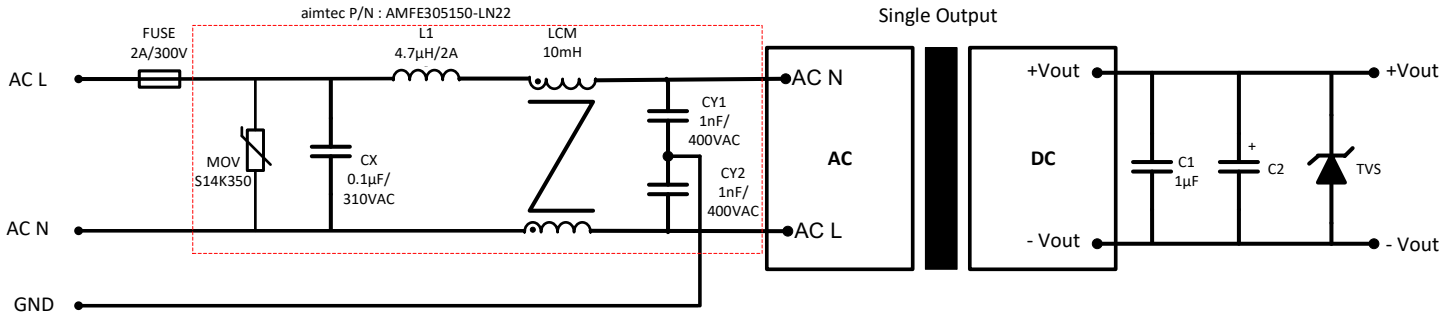 aimtec P/N : AMFE305150-LN22
Single Output
FUSE
2A/300V
L1
4.7µH/2A
LCM
10mH
AC L
AC N
+Vout
+Vout
CY1
1nF/
400VAC
MOV
S14K350
CX
0.1µF/
310VAC
AC
DC
C1
1µF
+
C2
TVS
CY2
1nF/
400VAC
AC N
AC L
- Vout
- Vout
GND